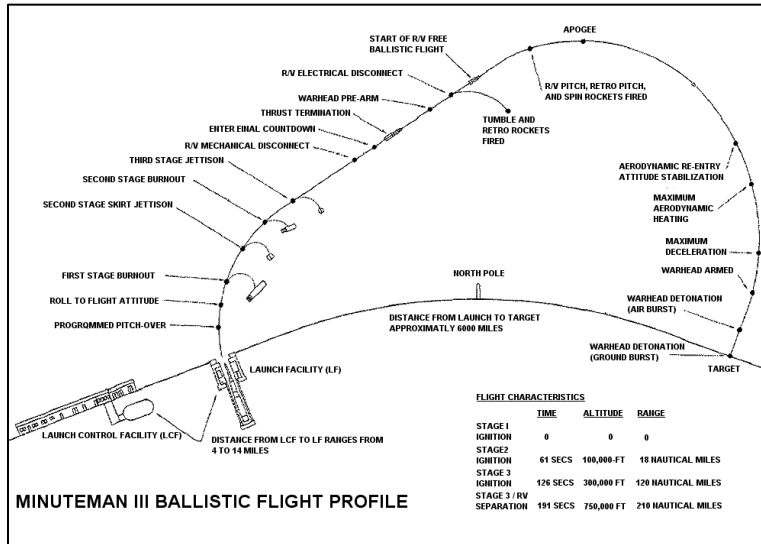 APOGEE
START OF R/V FREE
BALLISTIC FLIGHT
R/V ELECTRICAL DISCONNECT
R/V PITCH, RETRO PITCH,
AND SPIN ROCKETS FIRED
WARHEAD PRE-ARM
THRUST TERMINATION
TUMBLE AND
RETRO ROCKETS
FIRED
ENTER EINAL COUNTDOWN
R/V MECHANICAL DISCONNECT
THIRD STAGE JETTISON
AERODYNAMIC RE-ENTRY
ATTITUDE STABILIZATION
SECOND STAGE BURNOUT
MAXIMUM
AERODYNAMIC
HEATING
SECOND STAGE SKIRT JETTISON
MAXIMUM
DECELERATION
FIRST STAGE BURNOUT
NORTH POLE
WARHEAD ARMED
ROLL TO FLIGHT ATTITUDE
DISTANCE FROM LAUNCH TO TARGET
APPROXIMATLY 6000 MILES
WARHEAD DETONATION
(AIR BURST)
PROGRQMMED PITCH-OVER
WARHEAD DETONATION
(GROUND BURST)
TARGET
LAUNCH FACILITY (LF)
LAUNCH CONTROL FACILITY (LCF)
DISTANCE FROM LCF TO LF RANGES FROM
4 TO 14 MILES
FLIGHT CHARACTERISTICS
TIME ALTITUDE RANGE
STAGE I
IGNITION 0 0 0
STAGE2
IGNITION 61 SECS 100,000-FT 18 NAUTICAL MILES
STAGE 3
IGNITION 126 SECS 300,000 FT 120 NAUTICAL MILES
STAGE 3 / RV
SEPARATION 191 SECS 750,000 FT 210 NAUTICAL MILES
MINUTEMAN III BALLISTIC FLIGHT PROFILE